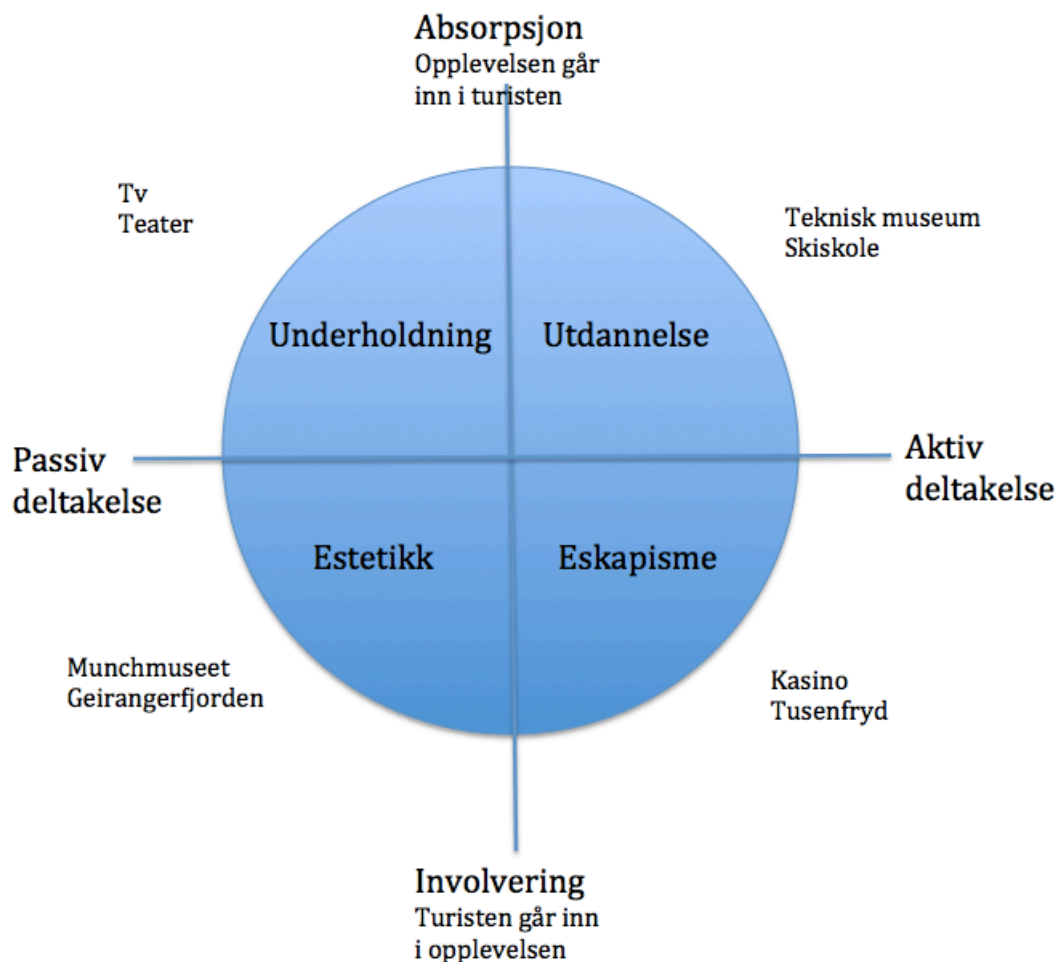 Absorpsjon
Opplevelsen går
inn i turisten
Tv
Teater
Teknisk museum
Skiskole
Underholdning
Utdannelse
Passiv
deltakelse
Aktiv
deltakelse
Estetikk
Eskapisme
Munchmuseet
Geirangerfjorden
Kasino
Tusenfryd
Involvering
Turisten går inn
i opplevelsen